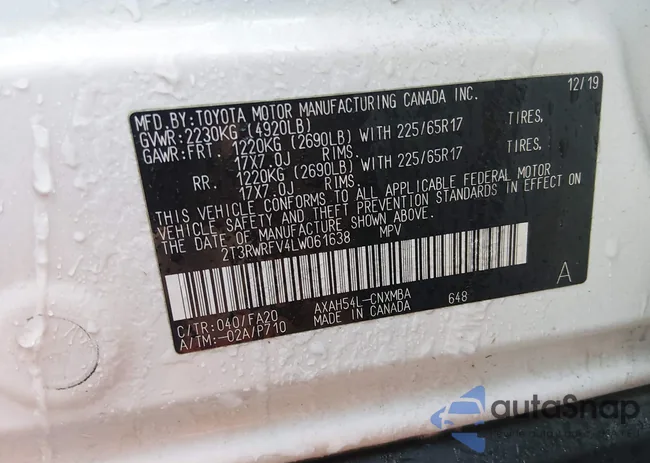 12/19
MFD.BY:TOYOTA MOTOR MANUFACTURING CANADA INC.
GVWR:2230KG (4920LB)
GAWR:FRT. 1220KG (2690LB) WITH 225/65R17 TIRES,
17X7.0J RIMS.
RR. 1220KG (2690LB) WITH 225/65R17 TIRES,
17X7.0J RIMS.
THIS VEHICLE CONFORMS TO ALL APPLICABLE FEDERAL MOTOR
VEHICLE SAFETY AND THEFT PREVENTION STANDARDS IN EFFECT ON
THE DATE OF MANUFACTURE SHOWN ABOVE.
2T3RWRFV4LW061638 MPV
A
C/TR:040/FA20 AXAH54L-CNXMBA 648
A/TM:-02A/P710 MADE IN CANADA
autoSnap